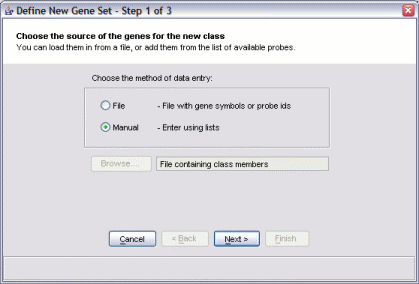 Define New Gene Set - Step 1 of 3
Choose the source of the genes for the new class
You can load them in from a file, or add them from the list of available probes.
Choose the method of data entry:
File - File with gene symbols or probe ids
Manual - Enter using lists
Browse... File containing class members
Cancel < Back Next > Finish